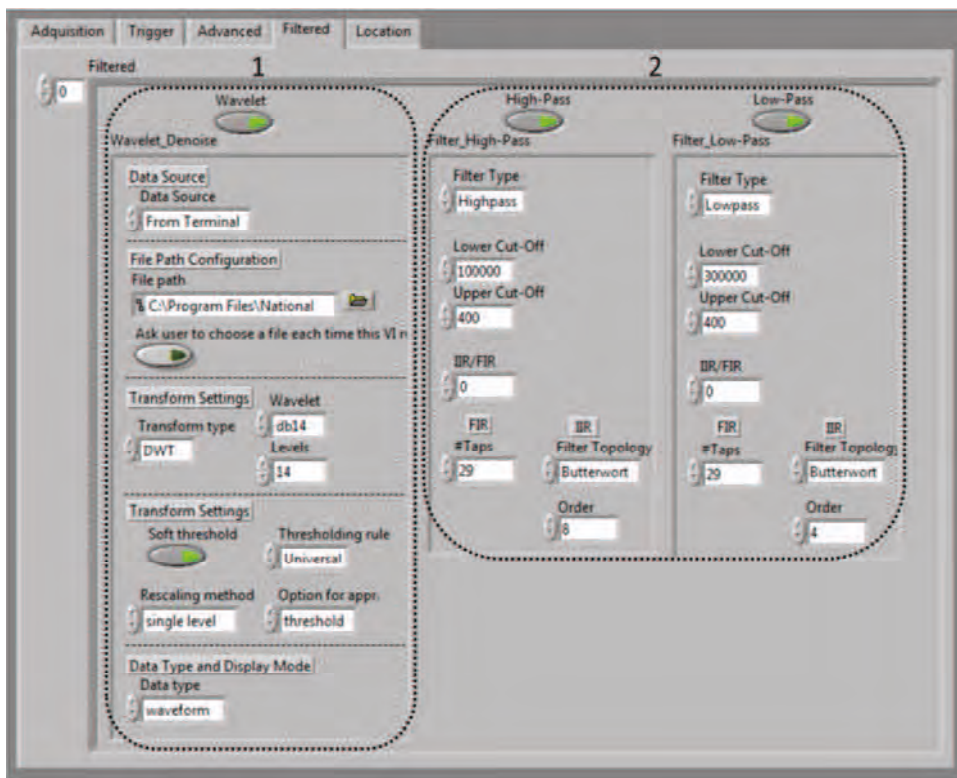 Adquisition Trigger Advanced Filtered Location
Filtered
1
2
0
Wavelet
Wavelet_Denoise
Data Source
Data Source
From Terminal
File Path Configuration
File path
C:\Program Files\National
Ask user to choose a file each time this VI r
Transform Settings
Wavelet
Transform type
db14
DWT
Levels
14
Transform Settings
Soft threshold
Thresholding rule
Universal
Rescaling method
Option for appr.
single level
threshold
Data Type and Display Mode
Data type
waveform
High-Pass
Filter_High-Pass
Filter Type
Highpass
Lower Cut-Off
100000
Upper Cut-Off
400
IIR/FIR
0
FIR
IIR
#Taps
Filter Topology
29
Butterwort
Order
8
Low-Pass
Filter_Low-Pass
Filter Type
Lowpass
Lower Cut-Off
300000
Upper Cut-Off
400
IIR/FIR
0
FIR
IIR
#Taps
Filter Topolog
29
Butterwort
Order
4